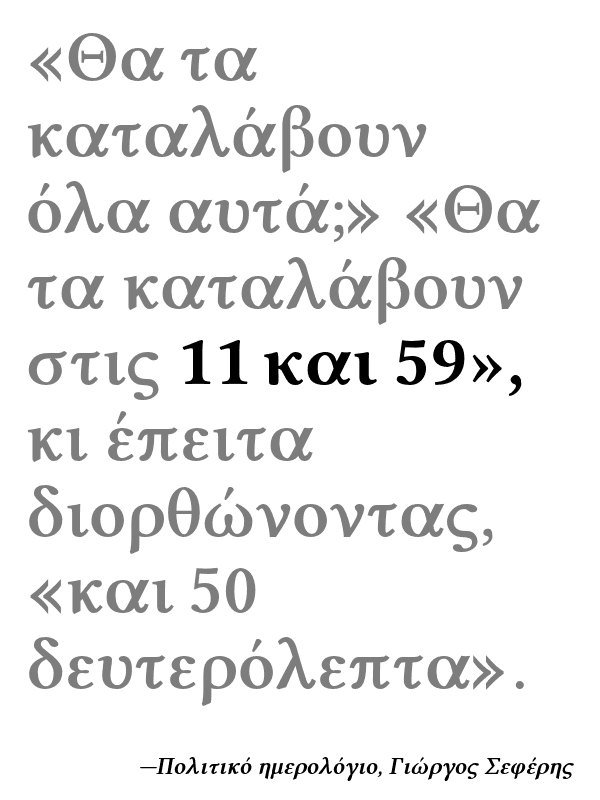 «Θα τα
καταλάβουν
όλα αυτά;» «Θα
τα καταλάβουν
στις 11 και 59»,
κι έπειτα
διορθώνοντας,
«και 50
δευτερόλεπτα».
—Πολιτικό ημερολόγιο, Γιώργος Σεφέρης